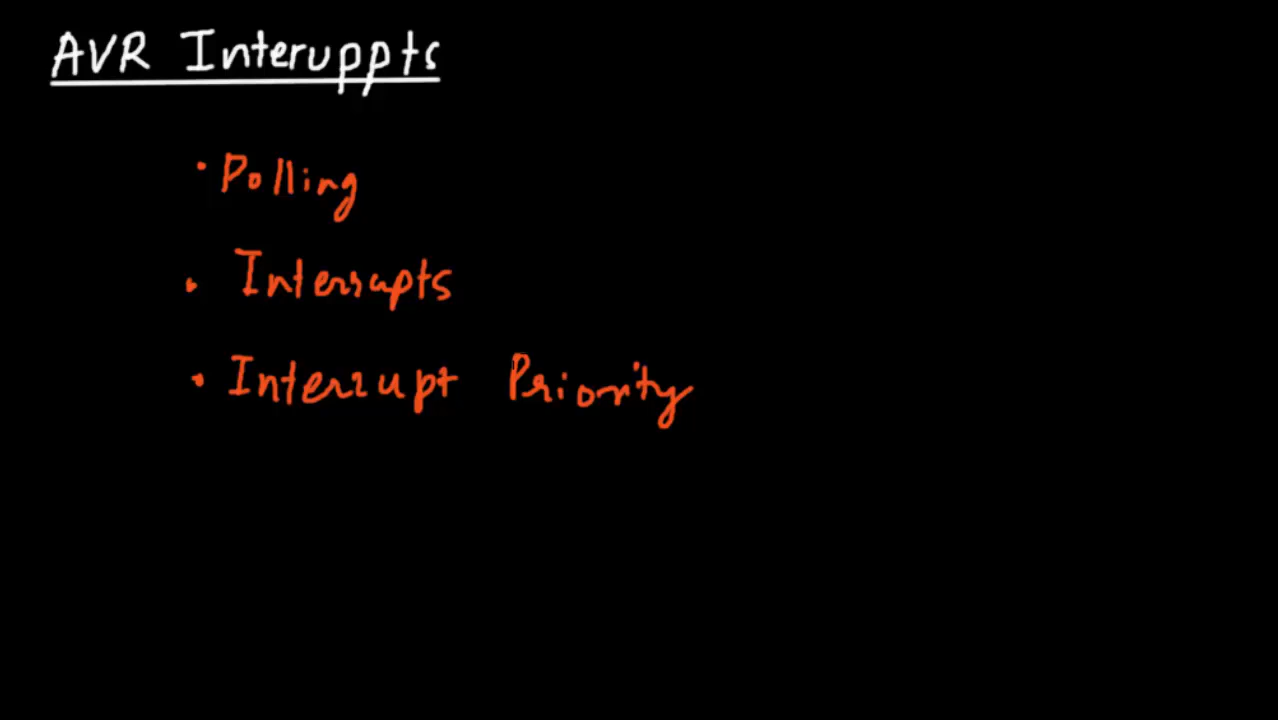 AVR Interuppts
• Polling
• Interrupts
• Interrupt Priority